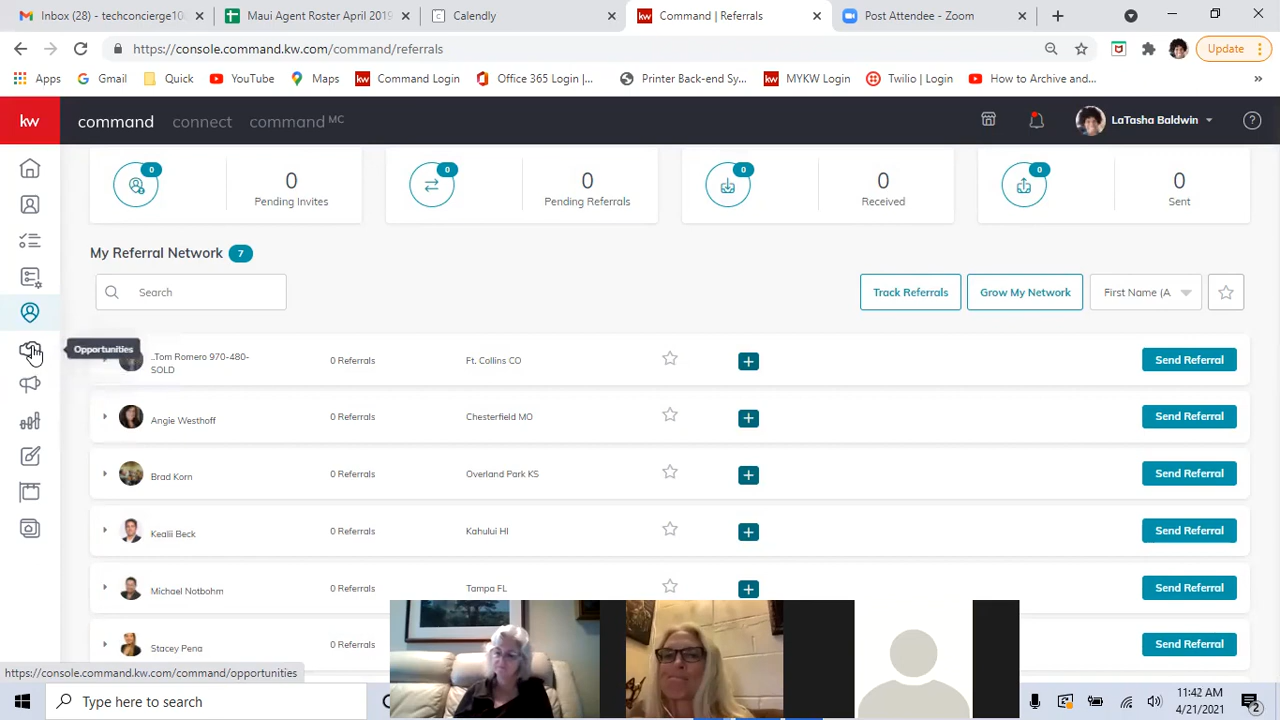 Inbox (58) - techconcierge100
Maui Agent Roster April 2018
Calendly
Command | Referrals
Post Attendee - Zoom
https://console.command.kw.com/command/referrals
Update
Apps
Gmail
Quick
YouTube
Maps
kw
Command Login
Office 365 Login |...
Printer Back-end Sy...
kw
MYKW Login
Twilio | Login
How to Archive and...
»
kw
command
connect
command MC
LaTasha Baldwin
0
0
Pending Invites
0
0
Pending Referrals
0
0
Received
0
0
Sent
My Referral Network 7
Search
Track Referrals
Grow My Network
First Name (A
Opportunities
..Tom Romero 970-480-
SOLD
0 Referrals
Ft. Collins CO
+
Send Referral
Angie Westhoff
0 Referrals
Chesterfield MO
+
Send Referral
Brad Korn
0 Referrals
Overland Park KS
+
Send Referral
Kealii Beck
0 Referrals
Kahului HI
+
Send Referral
Michael Notbohm
0 Referrals
Tampa FL
+
Send Referral
Stacey Pena
0 Referrals
Send Referral
https://console.command.kw.com/command/opportunities
Type here to search
11:42 AM
4/21/2021
2